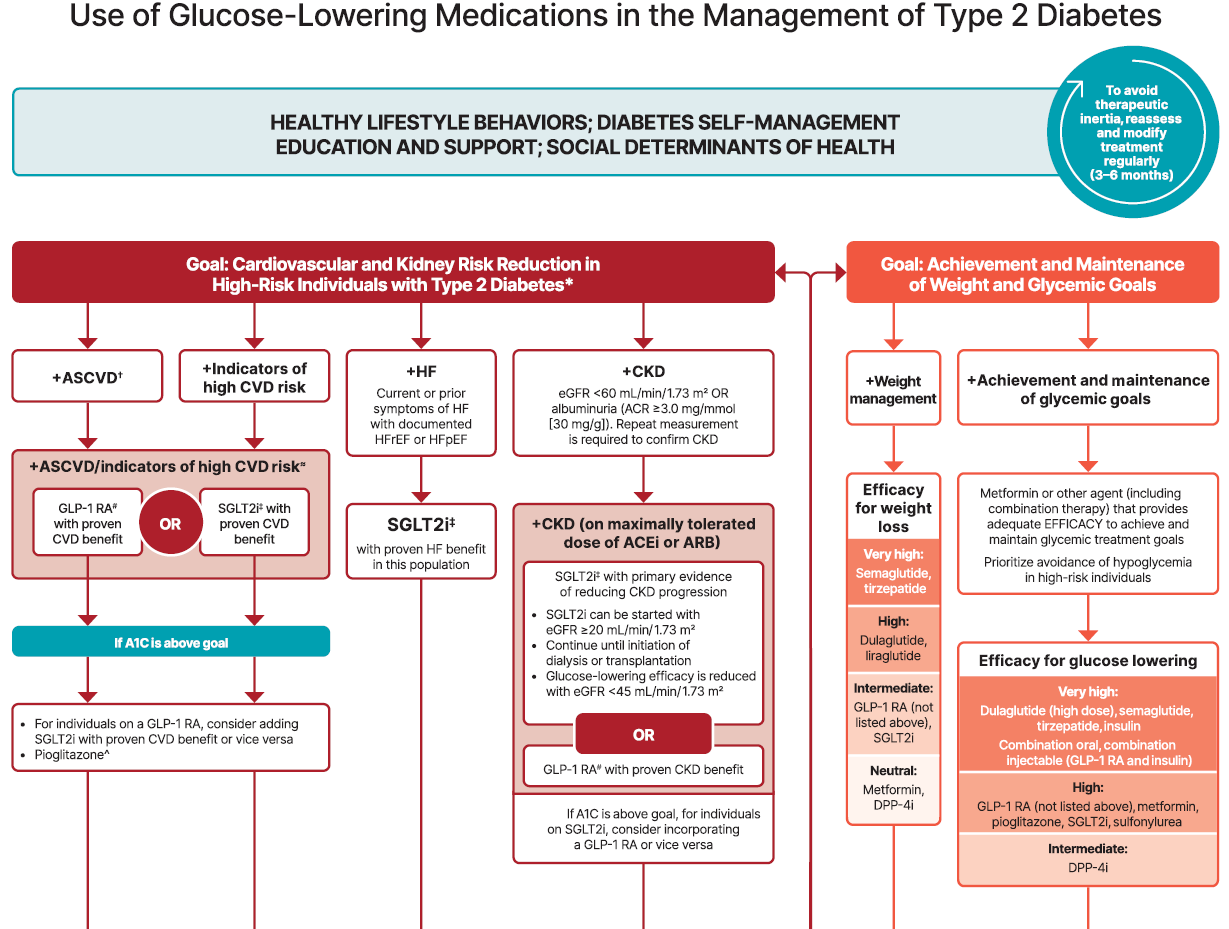 Use of Glucose-Lowering Medications in the Management of Type 2 Diabetes
HEALTHY LIFESTYLE BEHAVIORS; DIABETES SELF-MANAGEMENT
EDUCATION AND SUPPORT; SOCIAL DETERMINANTS OF HEALTH
To avoid
therapeutic
inertia, reassess
and modify
treatment
regularly
(3–6 months)
Goal: Cardiovascular and Kidney Risk Reduction in
High-Risk Individuals with Type 2 Diabetes*
+ASCVD†
+Indicators of
high CVD risk
+ASCVD/indicators of high CVD risk≈
GLP-1 RA#
with proven
CVD benefit
OR
SGLT2i‡ with
proven CVD
benefit
If A1C is above goal
• For individuals on a GLP-1 RA, consider adding
SGLT2i with proven CVD benefit or vice versa
• Pioglitazone^
+HF
Current or prior
symptoms of HF
with documented
HFrEF or HFpEF
SGLT2i‡
with proven HF benefit
in this population
+CKD
eGFR <60 mL/min/1.73 m² OR
albuminuria (ACR ≥3.0 mg/mmol
[30 mg/g]). Repeat measurement
is required to confirm CKD
+CKD (on maximally tolerated
dose of ACEi or ARB)
SGLT2i‡ with primary evidence
of reducing CKD progression
• SGLT2i can be started with
eGFR ≥20 mL/min/1.73 m²
• Continue until initiation of
dialysis or transplantation
• Glucose-lowering efficacy is reduced
with eGFR <45 mL/min/1.73 m²
OR
GLP-1 RA# with proven CKD benefit
If A1C is above goal, for individuals
on SGLT2i, consider incorporating
a GLP-1 RA or vice versa
Goal: Achievement and Maintenance
of Weight and Glycemic Goals
+Weight
management
Efficacy
for weight
loss
Very high:
Semaglutide,
tirzepatide
High:
Dulaglutide,
liraglutide
Intermediate:
GLP-1 RA (not
listed above),
SGLT2i
Neutral:
Metformin,
DPP-4i
+Achievement and maintenance
of glycemic goals
Metformin or other agent (including
combination therapy) that provides
adequate EFFICACY to achieve and
maintain glycemic treatment goals
Prioritize avoidance of hypoglycemia
in high-risk individuals
Efficacy for glucose lowering
Very high:
Dulaglutide (high dose), semaglutide,
tirzepatide, insulin
Combination oral, combination
injectable (GLP-1 RA and insulin)
High:
GLP-1 RA (not listed above), metformin,
pioglitazone, SGLT2i, sulfonylurea
Intermediate:
DPP-4i